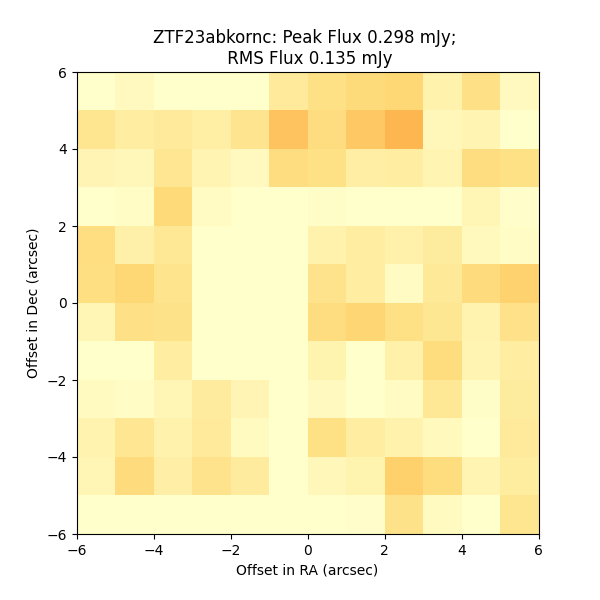 ZTF23abkornc: Peak Flux 0.298 mJy;
RMS Flux 0.135 mJy
6
4
2
0
−2
−4
−6
Offset in Dec (arcsec)
−6 −4 −2 0 2 4 6
Offset in RA (arcsec)